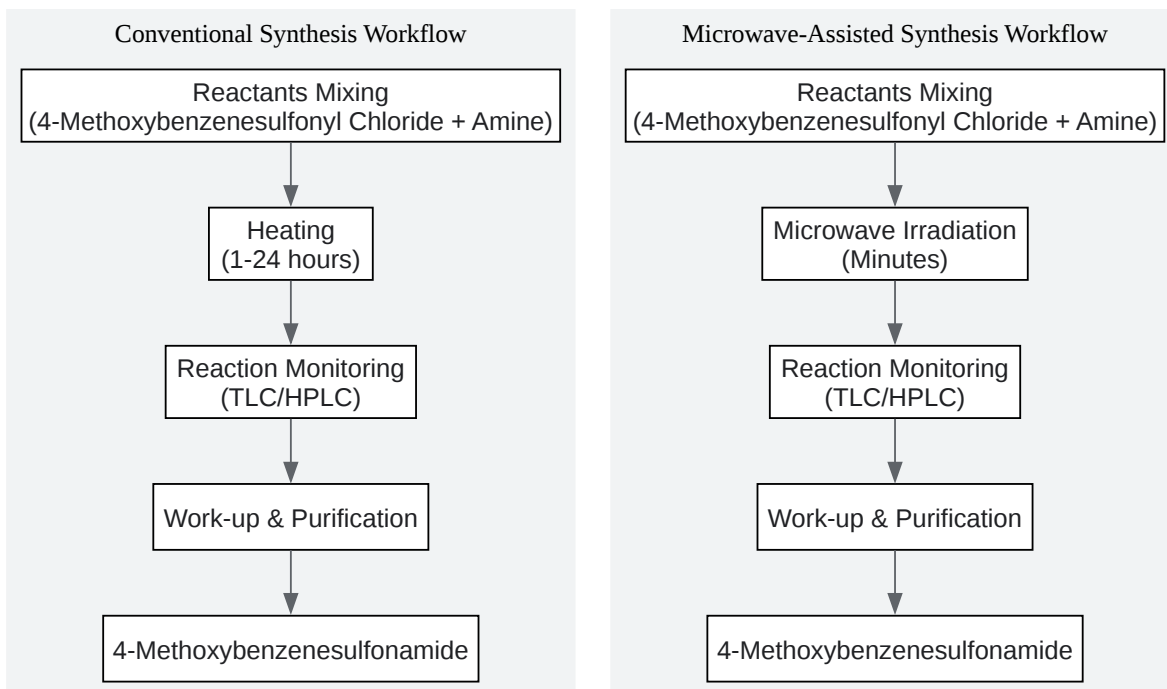 Conventional Synthesis Workflow
Reactants Mixing
(4-Methoxybenzenesulfonyl Chloride + Amine)
Heating
(1-24 hours)
Reaction Monitoring
(TLC/HPLC)
Work-up & Purification
4-Methoxybenzenesulfonamide
Microwave-Assisted Synthesis Workflow
Reactants Mixing
(4-Methoxybenzenesulfonyl Chloride + Amine)
Microwave Irradiation
(Minutes)
Reaction Monitoring
(TLC/HPLC)
Work-up & Purification
4-Methoxybenzenesulfonamide